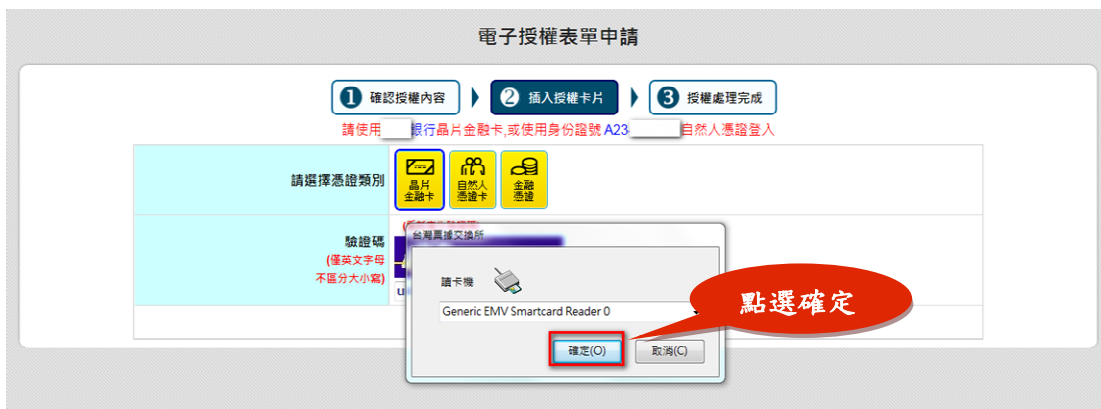 電子授權表單申請
1 確認授權內容 2 插入授權卡片 3 授權處理完成
請使用 銀行晶片金融卡,或使用身份證號 A23 自然人憑證登入
請選擇憑證類別
晶片金融卡
自然人憑證卡
金融憑證
驗證碼
(僅英文字母
不區分大小寫)
台灣票據交換所
讀卡機
Generic EMV Smartcard Reader 0
確定(O) 取消(C)
點選確定